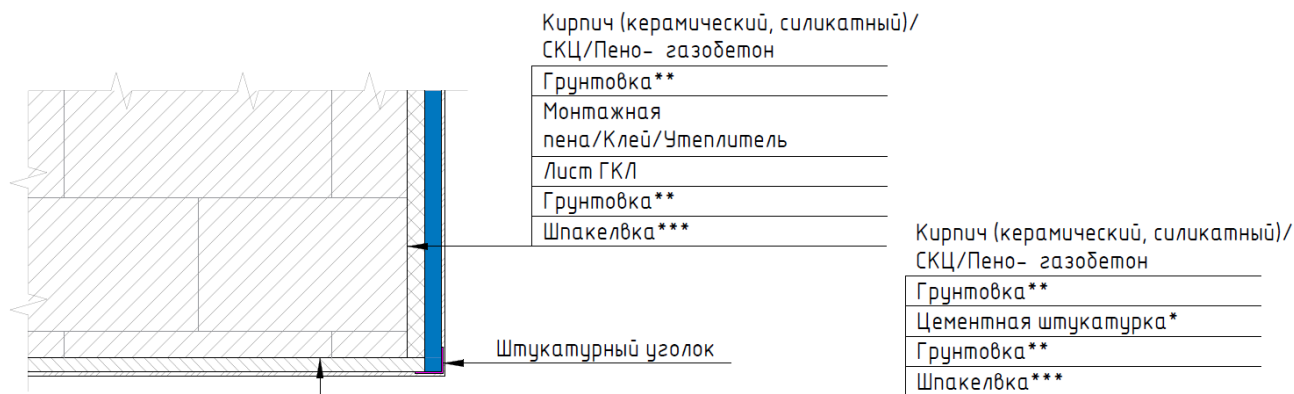 Кирпич (керамический, силикатный)/
СКЦ/Пено- газобетон
Грунтовка**
Монтажная
пена/Клей/Утеплитель
Лист ГКЛ
Грунтовка**
Шпакелвка***
Штукатурный уголок
Кирпич (керамический, силикатный)/
СКЦ/Пено- газобетон
Грунтовка**
Цементная штукатурка*
Грунтовка**
Шпакелвка***